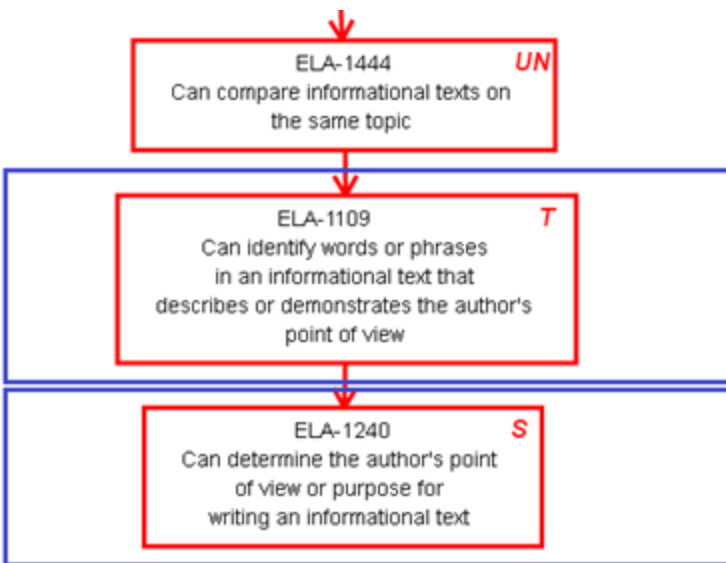 ELA-1444 UN
Can compare informational texts on
the same topic
ELA-1109 T
Can identify words or phrases
in an informational text that
describes or demonstrates the author's
point of view
ELA-1240 S
Can determine the author's point
of view or purpose for
writing an informational text